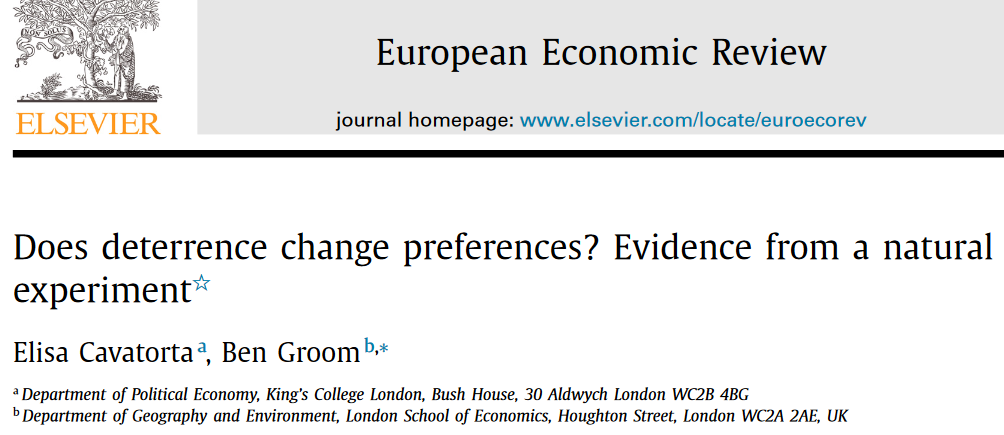 NON SOLUS
ELSEVIER
European Economic Review
journal homepage: www.elsevier.com/locate/euroecorev
Does deterrence change preferences? Evidence from a natural
experiment☆
Elisa Cavatorta a, Ben Groom b,*
a Department of Political Economy, King's College London, Bush House, 30 Aldwych London WC2B 4BG
b Department of Geography and Environment, London School of Economics, Houghton Street, London WC2A 2AE, UK